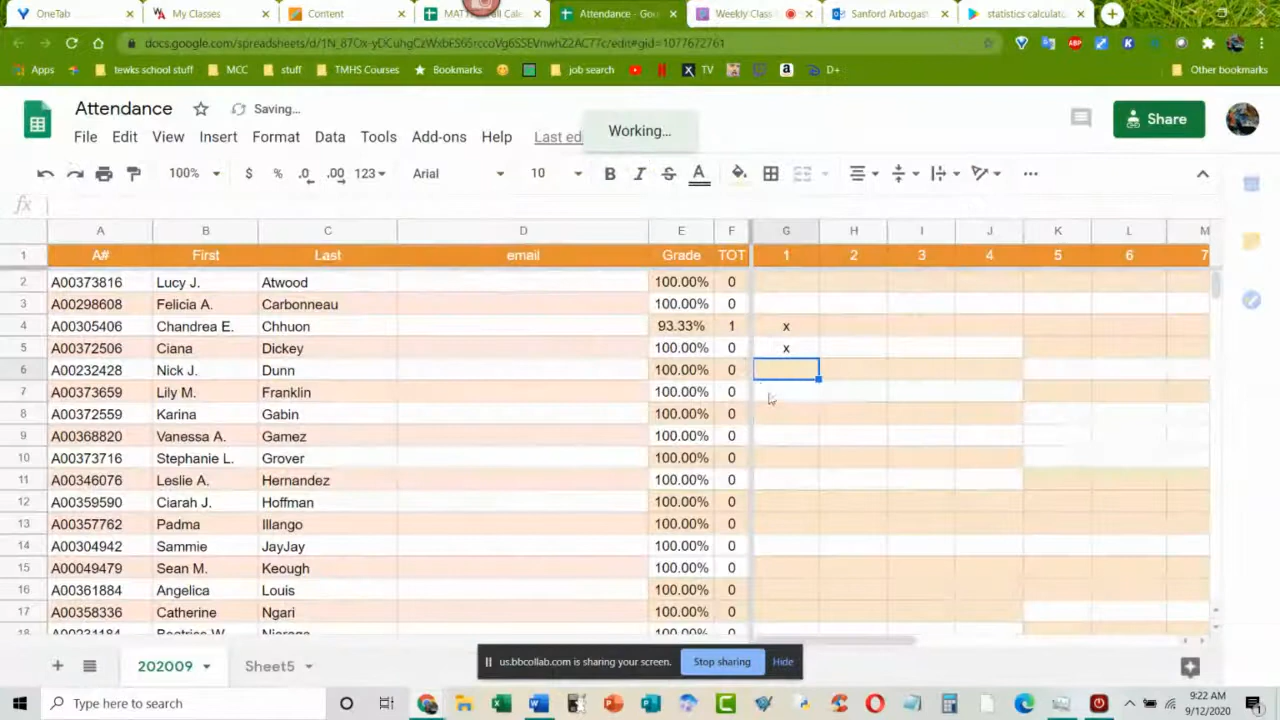 OneTab
My Classes
Content
MAT
Attendance - Goo
Weekly Class
Sanford Arbogast
statistics calculato
docs.google.com/spreadsheets/d/1N_87Ox-yDCuhgCzWxbFS6SrccoVg6SSEVnwhZ2AC77c/edit#gid=1077672761
Apps
tewks school stuff
MCC
stuff
TMHS Courses
Bookmarks
job search
TV
D+
Other bookmarks
Attendance
Saving...
Working...
Share
File Edit View Insert Format Data Tools Add-ons Help Last ed
100% $ % .0 .00 123 Arial 10 B I S A
fx
A B C D E F G H I J K L M
1 A# First Last email Grade TOT 1 2 3 4 5 6 7
2 A00373816 Lucy J. Atwood 100.00% 0
3 A00298608 Felicia A. Carbonneau 100.00% 0
4 A00305406 Chandrea E. Chhuon 93.33% 1 x
5 A00372506 Ciana Dickey 100.00% 0 x
6 A00232428 Nick J. Dunn 100.00% 0
7 A00373659 Lily M. Franklin 100.00% 0
8 A00372559 Karina Gabin 100.00% 0
9 A00368820 Vanessa A. Gamez 100.00% 0
10 A00373716 Stephanie L. Grover 100.00% 0
11 A00346076 Leslie A. Hernandez 100.00% 0
12 A00359590 Ciarah J. Hoffman 100.00% 0
13 A00357762 Padma Illango 100.00% 0
14 A00304942 Sammie JayJay 100.00% 0
15 A00049479 Sean M. Keough 100.00% 0
16 A00361884 Angelica Louis 100.00% 0
17 A00358336 Catherine Ngari 100.00% 0
18 100.00% 0
us.bbcollab.com is sharing your screen. Stop sharing Hide
202009 Sheet5
Type here to search
9:22 AM
9/12/2020